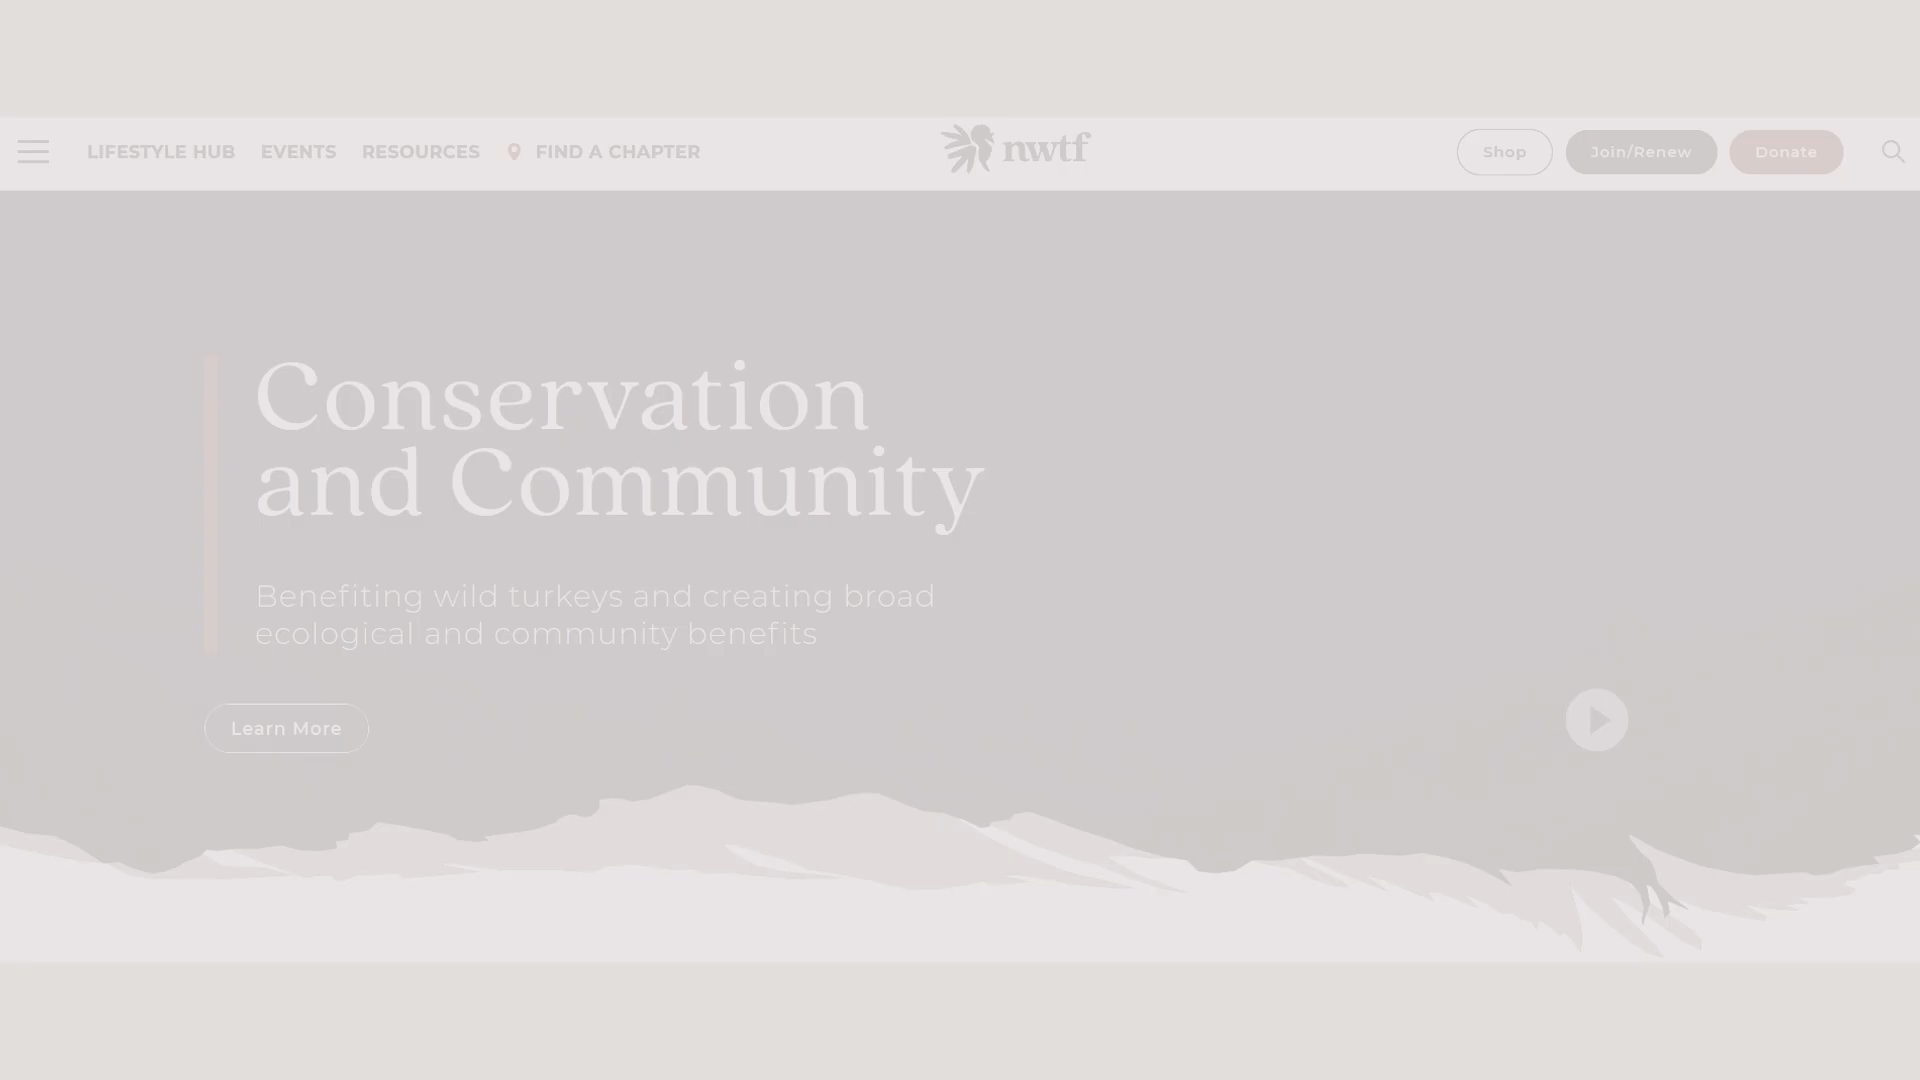 LIFESTYLE HUB EVENTS RESOURCES FIND A CHAPTER nwtf Shop Join/Renew Donate
Conservation
and Community
Benefiting wild turkeys and creating broad
ecological and community benefits
Learn More